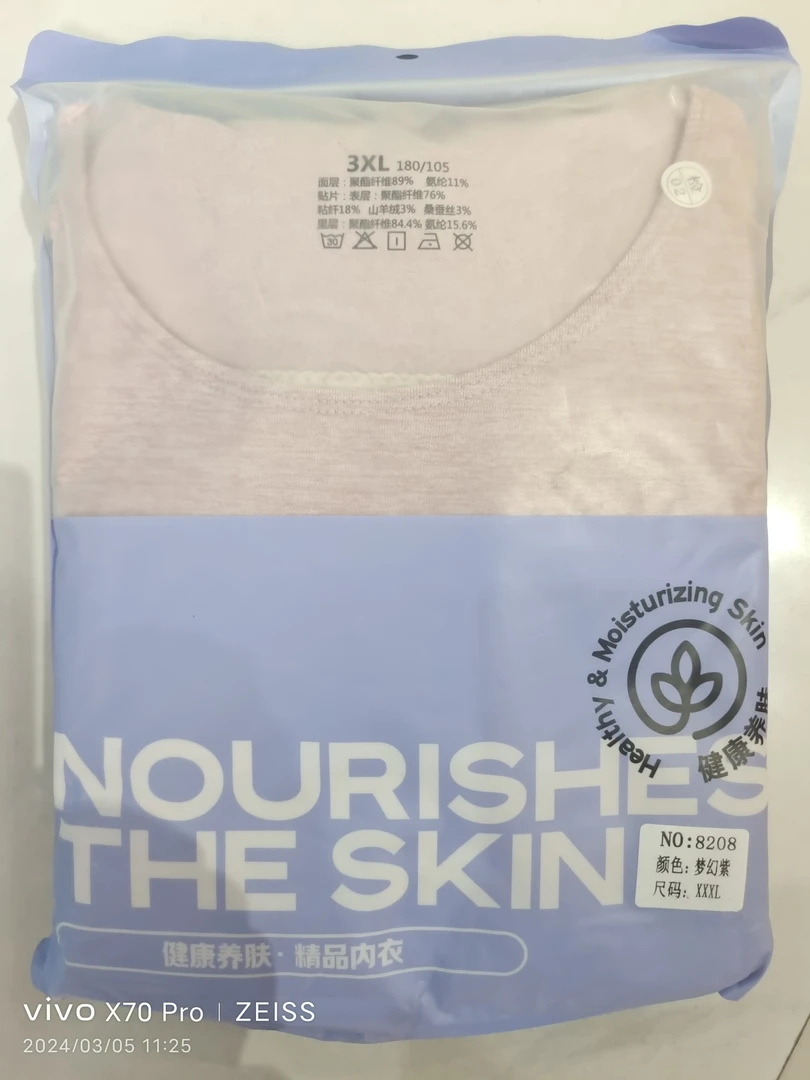 3XL 180/105
面层：聚酯纤维89% 氨纶11%
贴片：表层：聚酯纤维76%
粘纤18% 山羊绒3% 桑蚕丝3%
里层：聚酯纤维84.4% 氨纶15.6%
30
Healthy & Moisturizing Skin
健康养肤
NOURISHES
THE SKIN
NO:8208
颜色：梦幻紫
尺码：XXXL
健康养肤·精品内衣
vivo X70 Pro | ZEISS
2024/03/05 11:25